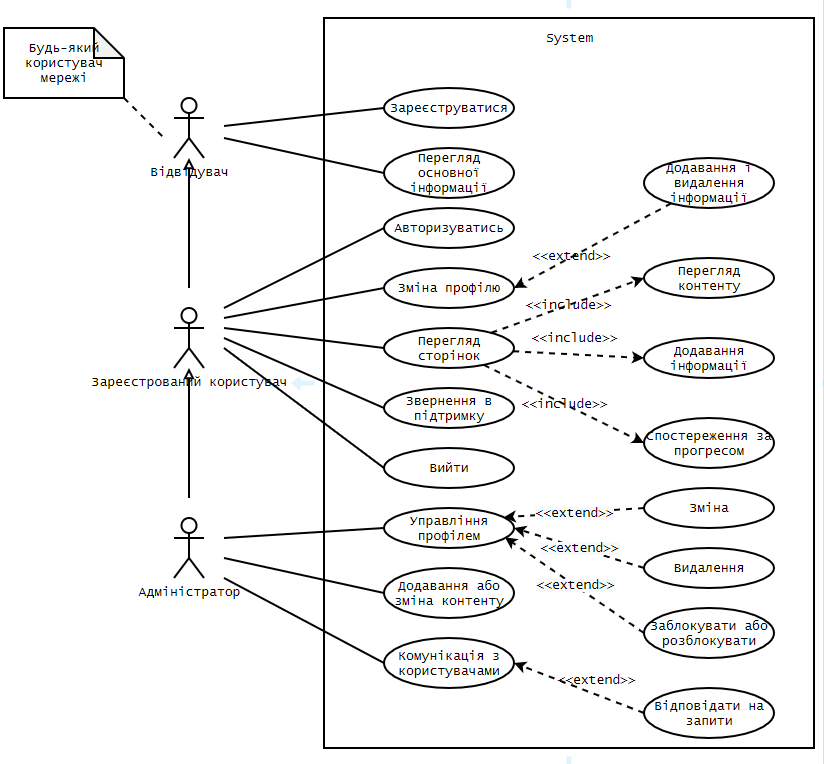 System
Будь-який
користувач
мережі
Відвідувач
Зареєструватися
Перегляд
основної
інформації
Додавання і
видалення
інформації
Авторизуватись
<<extend>>
Зміна профілю
Перегляд
контенту
<<include>>
Зареєстрований користувач
Перегляд
сторінок
<<include>>
Додавання
інформації
Звернення в
підтримку
<<include>>
Спостереження за
прогресом
Вийти
Адміністратор
Управління
профілем
<<extend>>
Зміна
<<extend>>
Видалення
<<extend>>
Додавання або
зміна контенту
Заблокувати або
розблокувати
Комунікація з
користувачами
<<extend>>
Відповідати на
запити